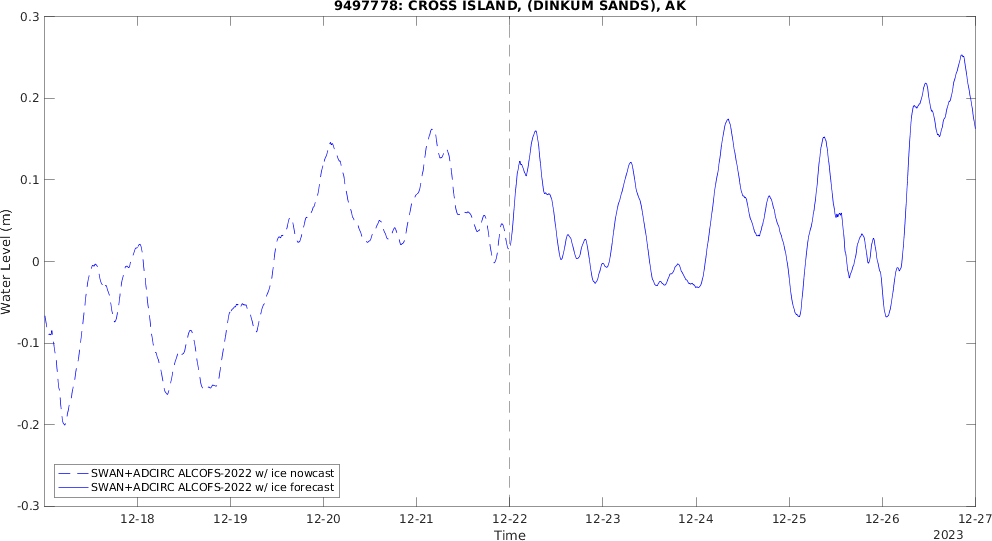 9497778: CROSS ISLAND, (DINKUM SANDS), AK
0.3
0.2
0.1
0
-0.1
-0.2
-0.3
Water Level (m)
SWAN+ADCIRC ALCOFS-2022 w/ ice nowcast
SWAN+ADCIRC ALCOFS-2022 w/ ice forecast
12-18 12-19 12-20 12-21 12-22 12-23 12-24 12-25 12-26 12-27
Time
2023